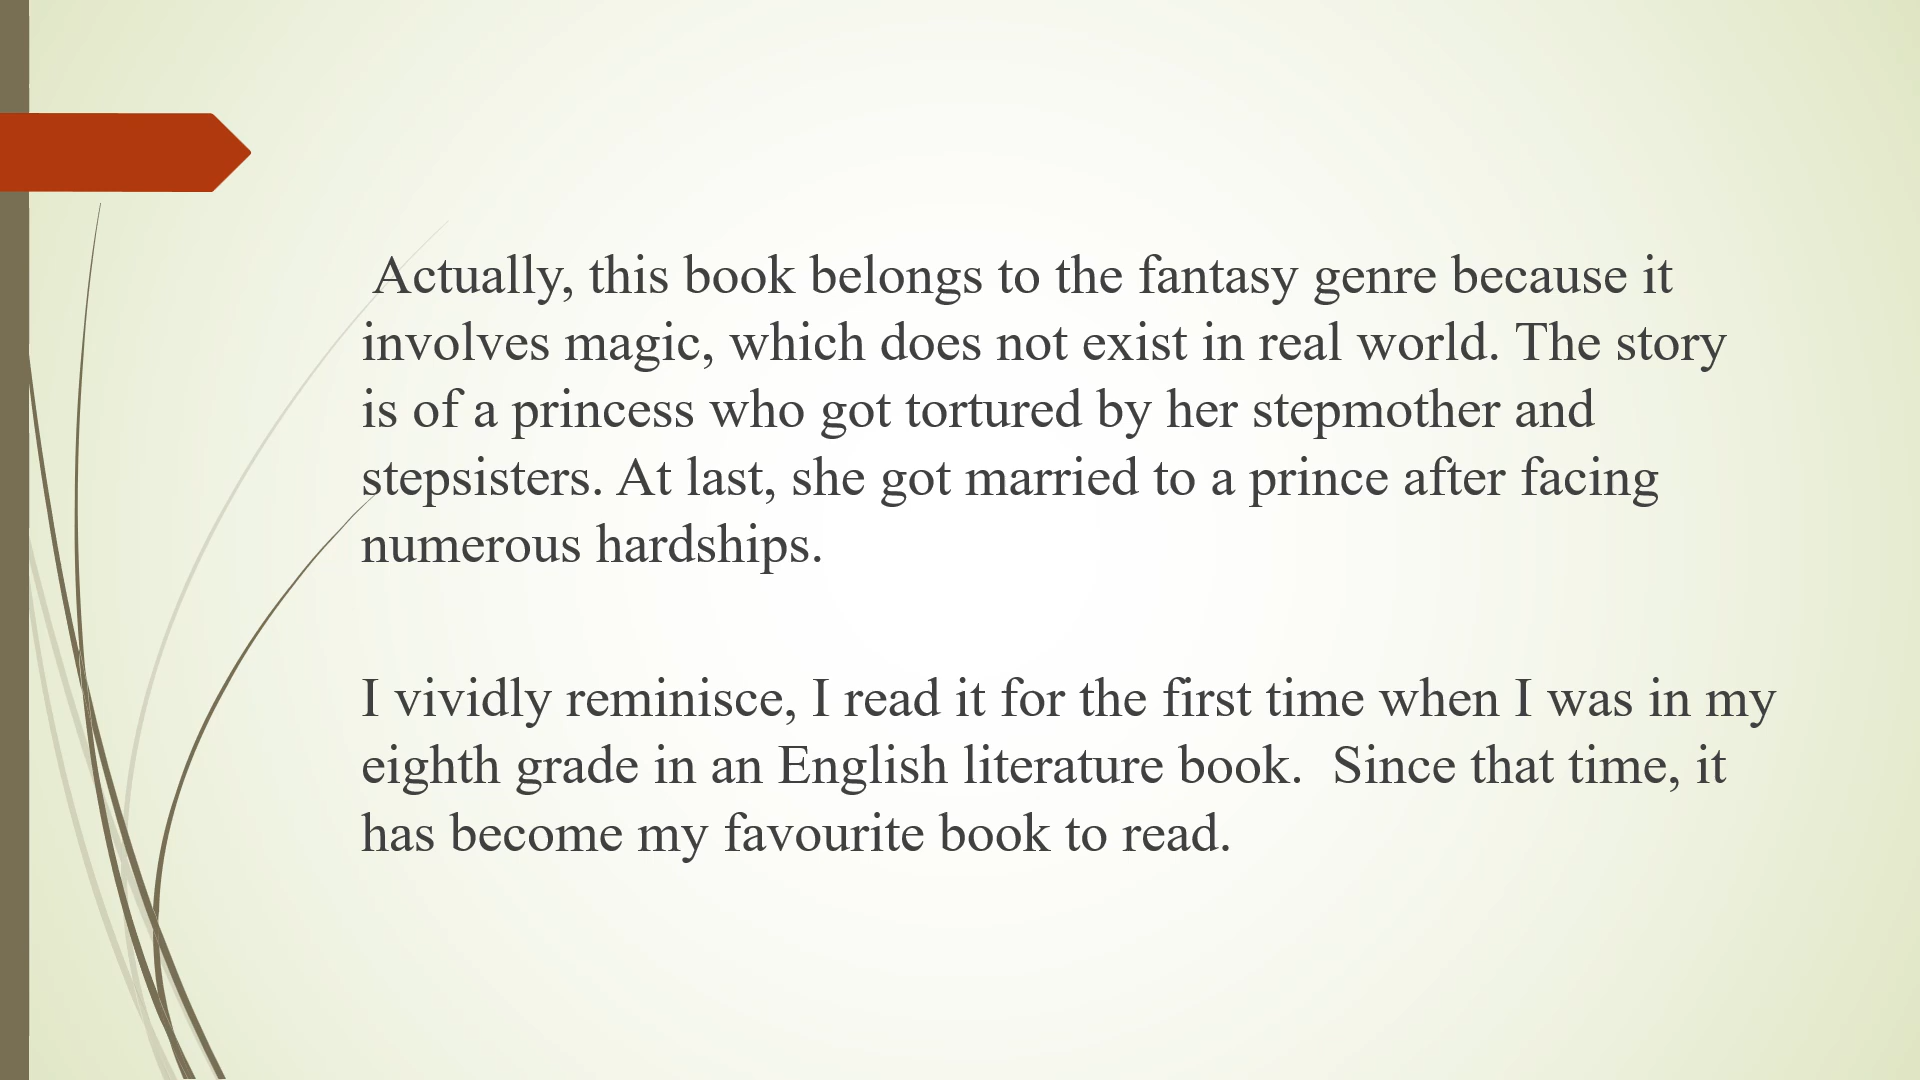 Actually, this book belongs to the fantasy genre because it
involves magic, which does not exist in real world. The story
is of a princess who got tortured by her stepmother and
stepsisters. At last, she got married to a prince after facing
numerous hardships.
I vividly reminisce, I read it for the first time when I was in my
eighth grade in an English literature book.  Since that time, it
has become my favourite book to read.